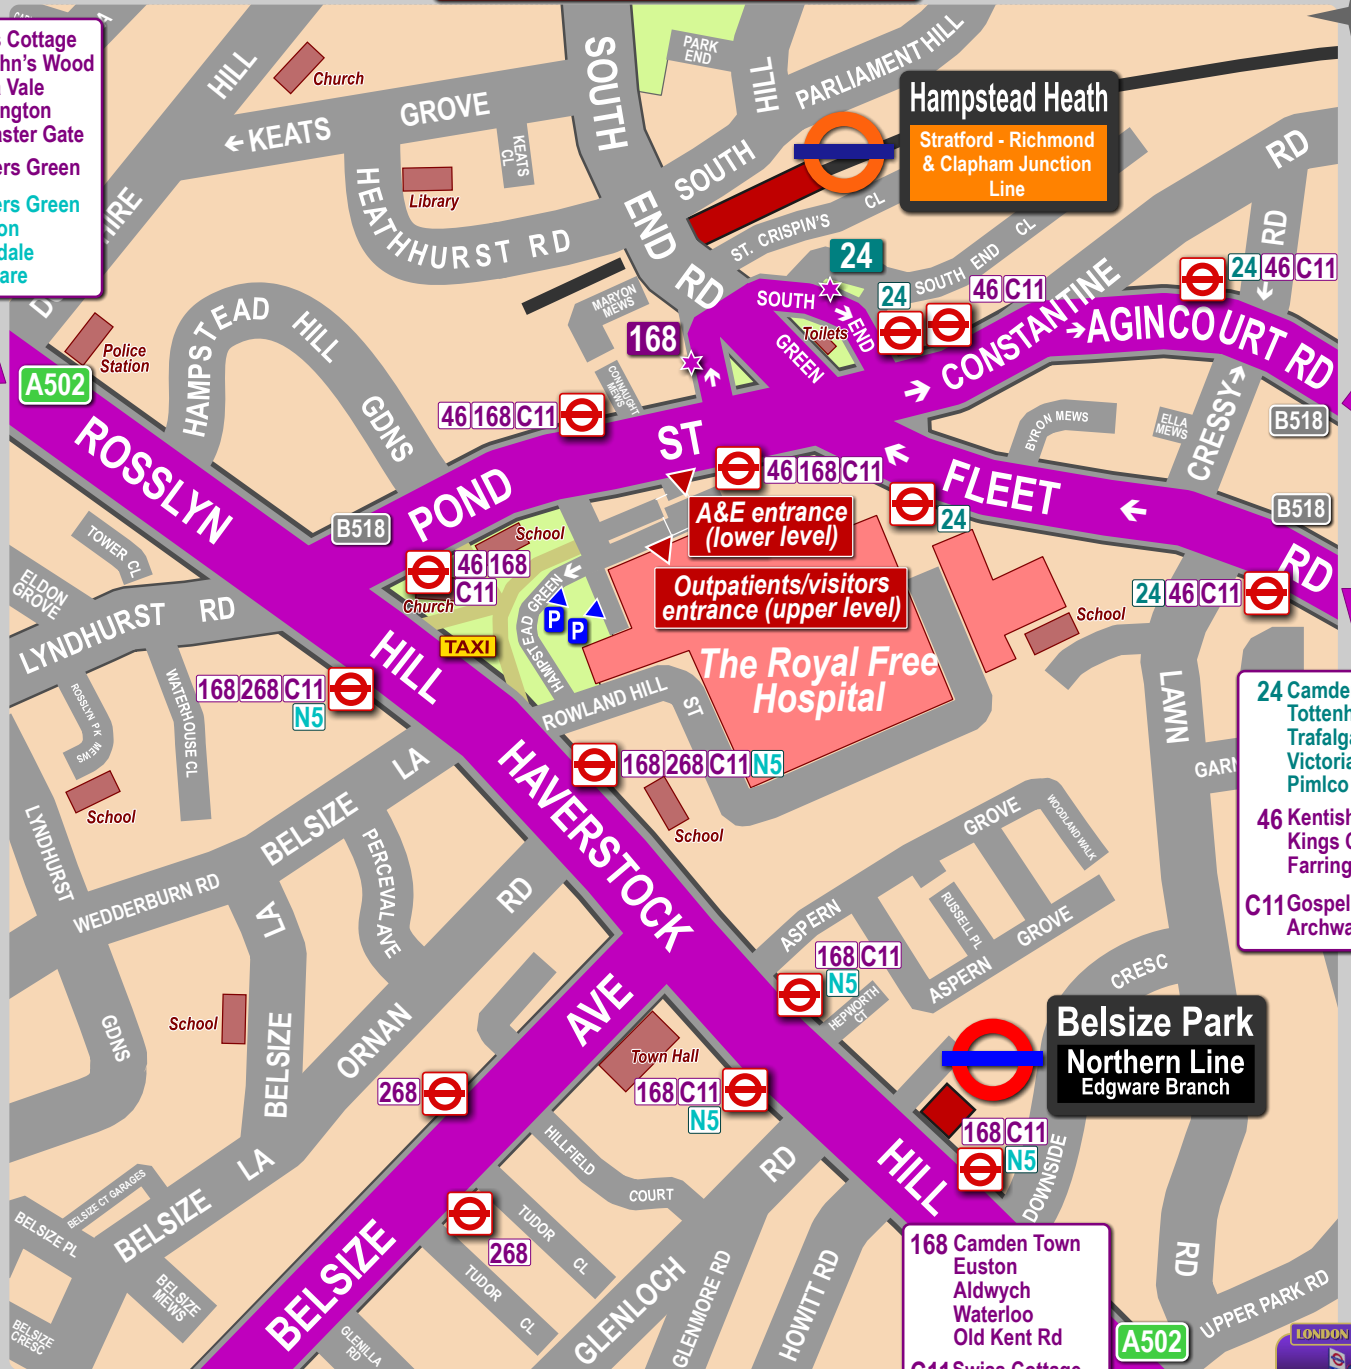 s Cottage
hn's Wood
Vale
ngton
aster Gate
ers Green
ers Green
on
dale
are
HILL
Church
KEATS
GROVE
KEATS
CL
SOUTH
END
RD
PARK
END
HILL
PARLIAMENT HILL
SOUTH
Hampstead Heath
Stratford - Richmond
& Clapham Junction
Line
RD
HEATHHURST RD
Library
ST. CRISPIN'S
CL
24
SOUTH END CL
24
46 C11
RD
24 46 C11
MARYON
MEWS
SOUTH
END
GREEN
Toilets
CONSTANTINE
AGINCOURT RD
168
HAMPSTEAD
HILL
GDNS
Police
Station
A502
CONNAUGHT
MEWS
46 168 C11
POND
ST
46 168 C11
BYRON MEWS
ELLA
MEWS
CRESSY
B518
ROSSLYN
HILL
B518
FLEET
RD
B518
24
A&E entrance
(lower level)
Outpatients/visitors
entrance (upper level)
School
46 168
C11
Church
TAXI
HAMPSTEAD
GREEN
P
P
The Royal Free
Hospital
School
24 46 C11
TOWER CL
ELDON
GROVE
LYNDHURST
RD
ROSSLYN PK
MEWS
WATERHOUSE CL
168 268 C11
N5
ROWLAND HILL
ST
168 268 C11 N5
School
School
HAVERSTOCK
HILL
LAWN
RD
GARN
24 Camde
Tottenh
Trafalga
Victoria
Pimlco
46 Kentish
Kings C
Farring
C11 Gospel
Archwa
LYNDHURST
GDNS
WEDDERBURN RD
BELSIZE
LA
PERCEVAL AVE
LA
BELSIZE
School
ORNAN
RD
BELSIZE
LA
BELSIZE CT GARAGES
BELSIZE PL
BELSIZE
MEWS
BELSIZE
CRESC
BELSIZE
AVE
268
268
Town Hall
168 C11
N5
HILLFIELD
COURT
TUDOR
CL
TUDOR
CL
GLENILLA
RD
GLENLOCH
RD
GLENMORE RD
HOWITT RD
ASPERN
GROVE
WOODLAND WALK
RUSSELL PL
ASPERN
GROVE
168 C11
N5
HEPWORTH
CT
CRESC
DOWNSIDE
Belsize Park
Northern Line
Edgware Branch
168 C11
N5
168 Camden Town
Euston
Aldwych
Waterloo
Old Kent Rd
C11 Swiss Cottage
A502
UPPER PARK RD
LONDON